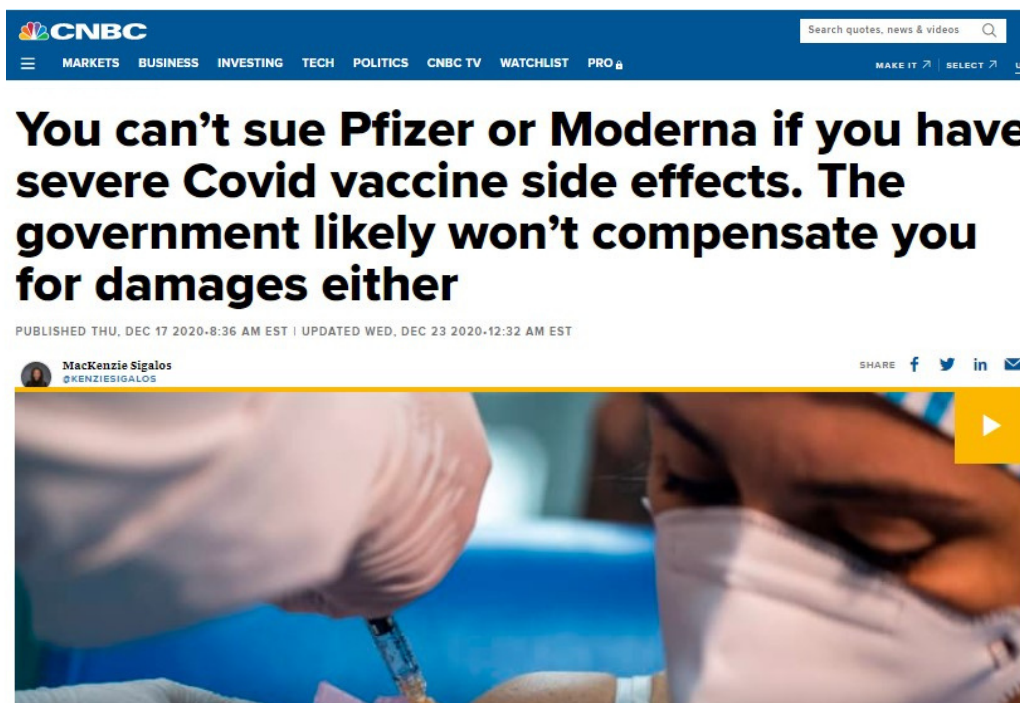 CNBC
Search quotes, news & videos
MARKETS BUSINESS INVESTING TECH POLITICS CNBC TV WATCHLIST PRO
MAKE IT SELECT
You can't sue Pfizer or Moderna if you have
severe Covid vaccine side effects. The
government likely won't compensate you
for damages either
PUBLISHED THU, DEC 17 2020•8:36 AM EST | UPDATED WED, DEC 23 2020•12:32 AM EST
MacKenzie Sigalos
@KENZIESIGALOS
SHARE